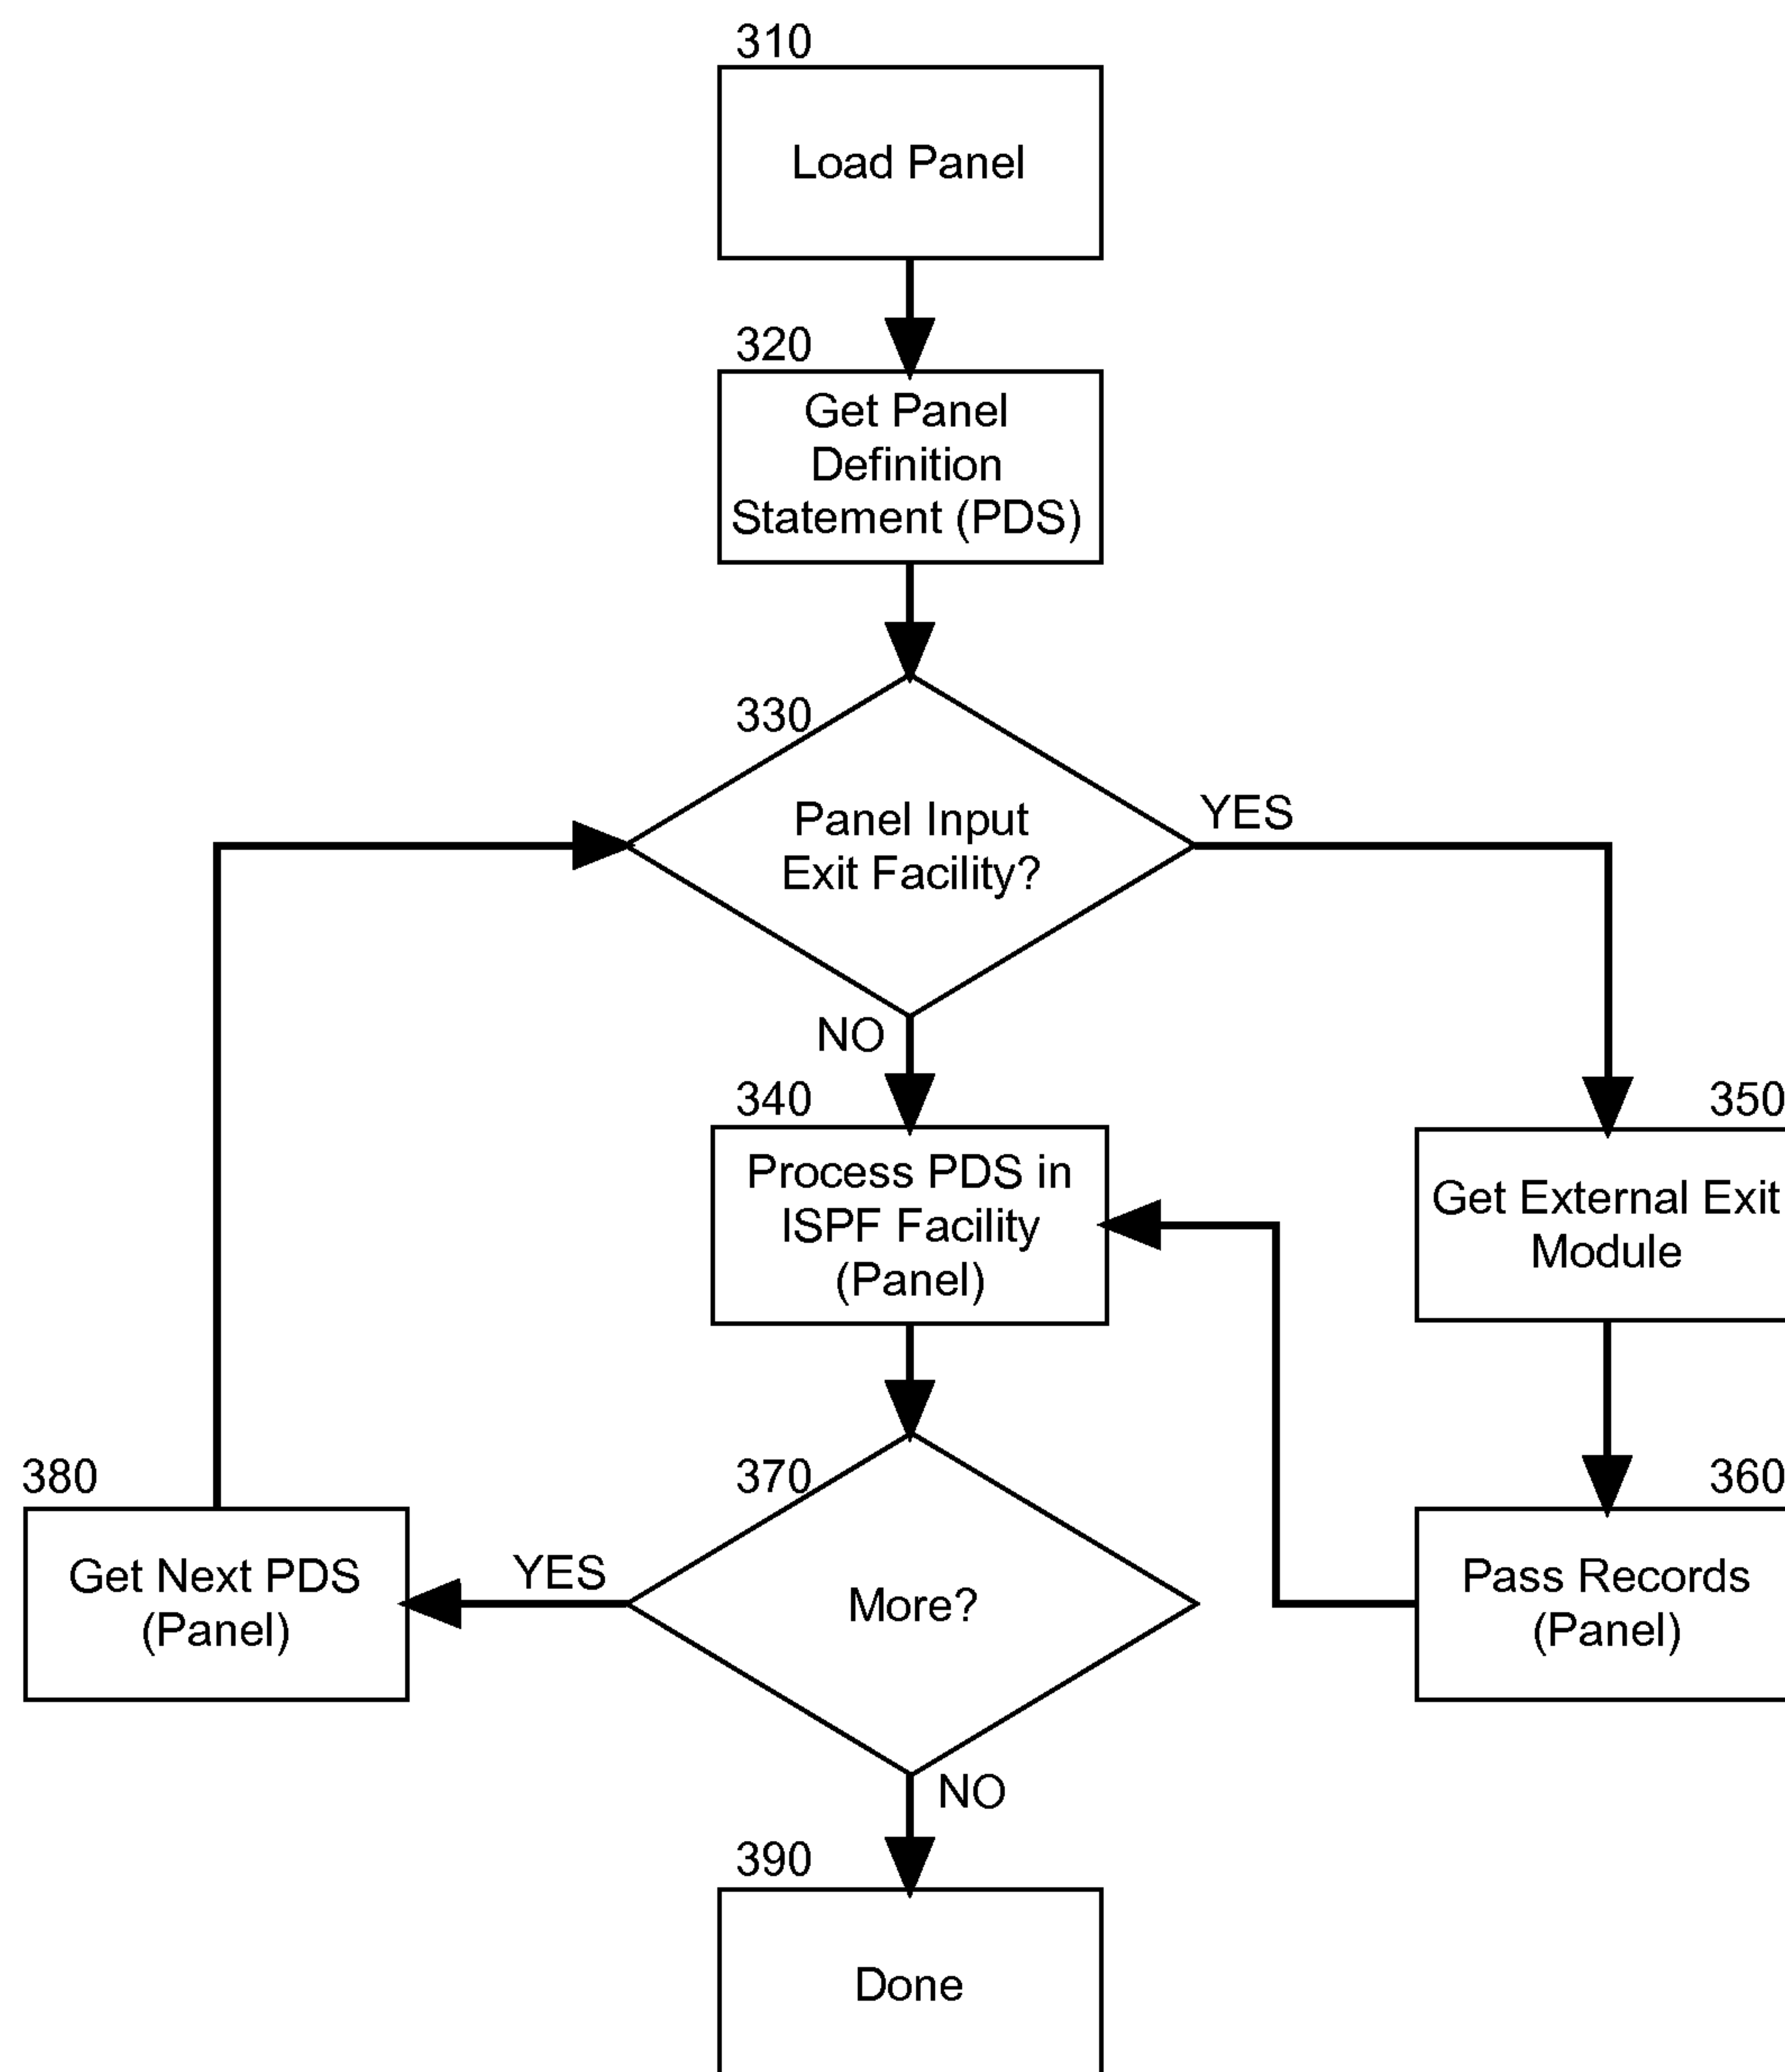 310
Load Panel
320
Get Panel
Definition
Statement (PDS)
330
Panel Input
Exit Facility?
YES
NO
340
Process PDS in
ISPF Facility
(Panel)
350
Get External Exit
Module
360
Pass Records
(Panel)
370
More?
YES
380
Get Next PDS
(Panel)
NO
390
Done